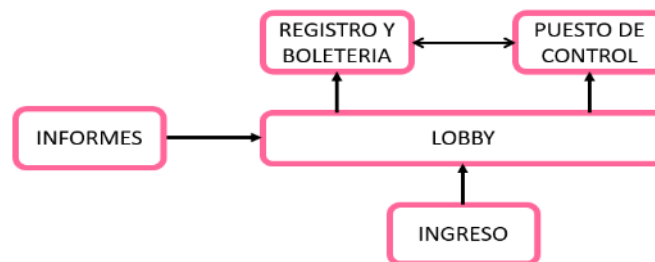 REGISTRO Y
BOLETERIA
PUESTO DE
CONTROL
INFORMES
LOBBY
INGRESO